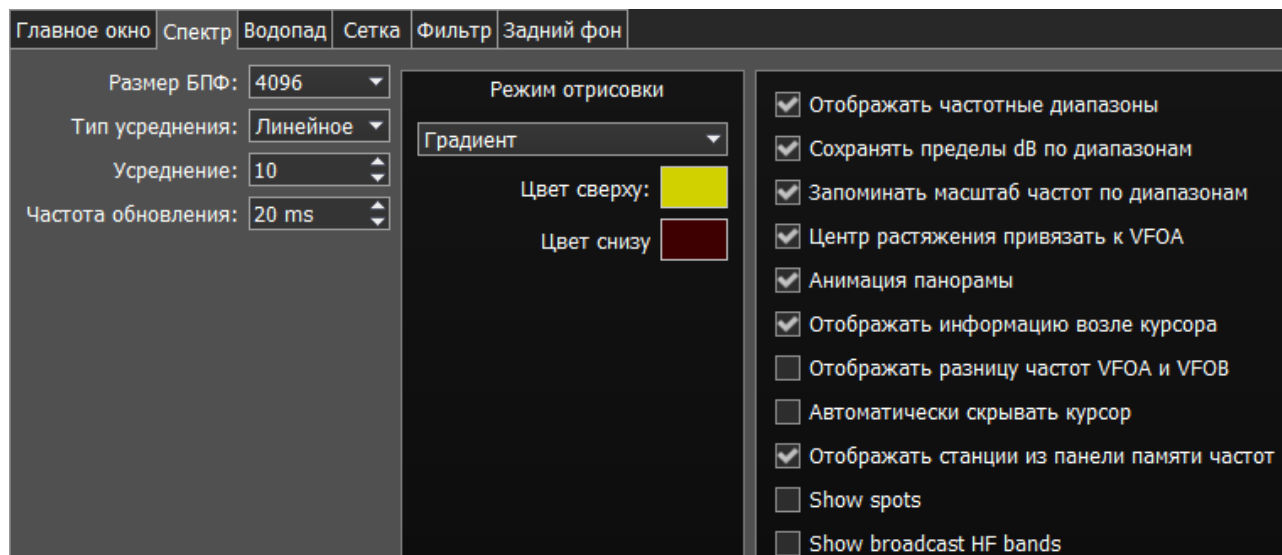 Главное окно Спектр Водопад Сетка Фильтр Задний фон
Размер БПФ: 4096
Тип усреднения: Линейное
Усреднение: 10
Частота обновления: 20 ms
Режим отрисовки
Градиент
Цвет сверху:
Цвет снизу
Отображать частотные диапазоны
Сохранять пределы dB по диапазонам
Запоминать масштаб частот по диапазонам
Центр растяжения привязать к VFOA
Анимация панорамы
Отображать информацию возле курсора
Отображать разницу частот VFOA и VFOB
Автоматически скрывать курсор
Отображать станции из панели памяти частот
Show spots
Show broadcast HF bands